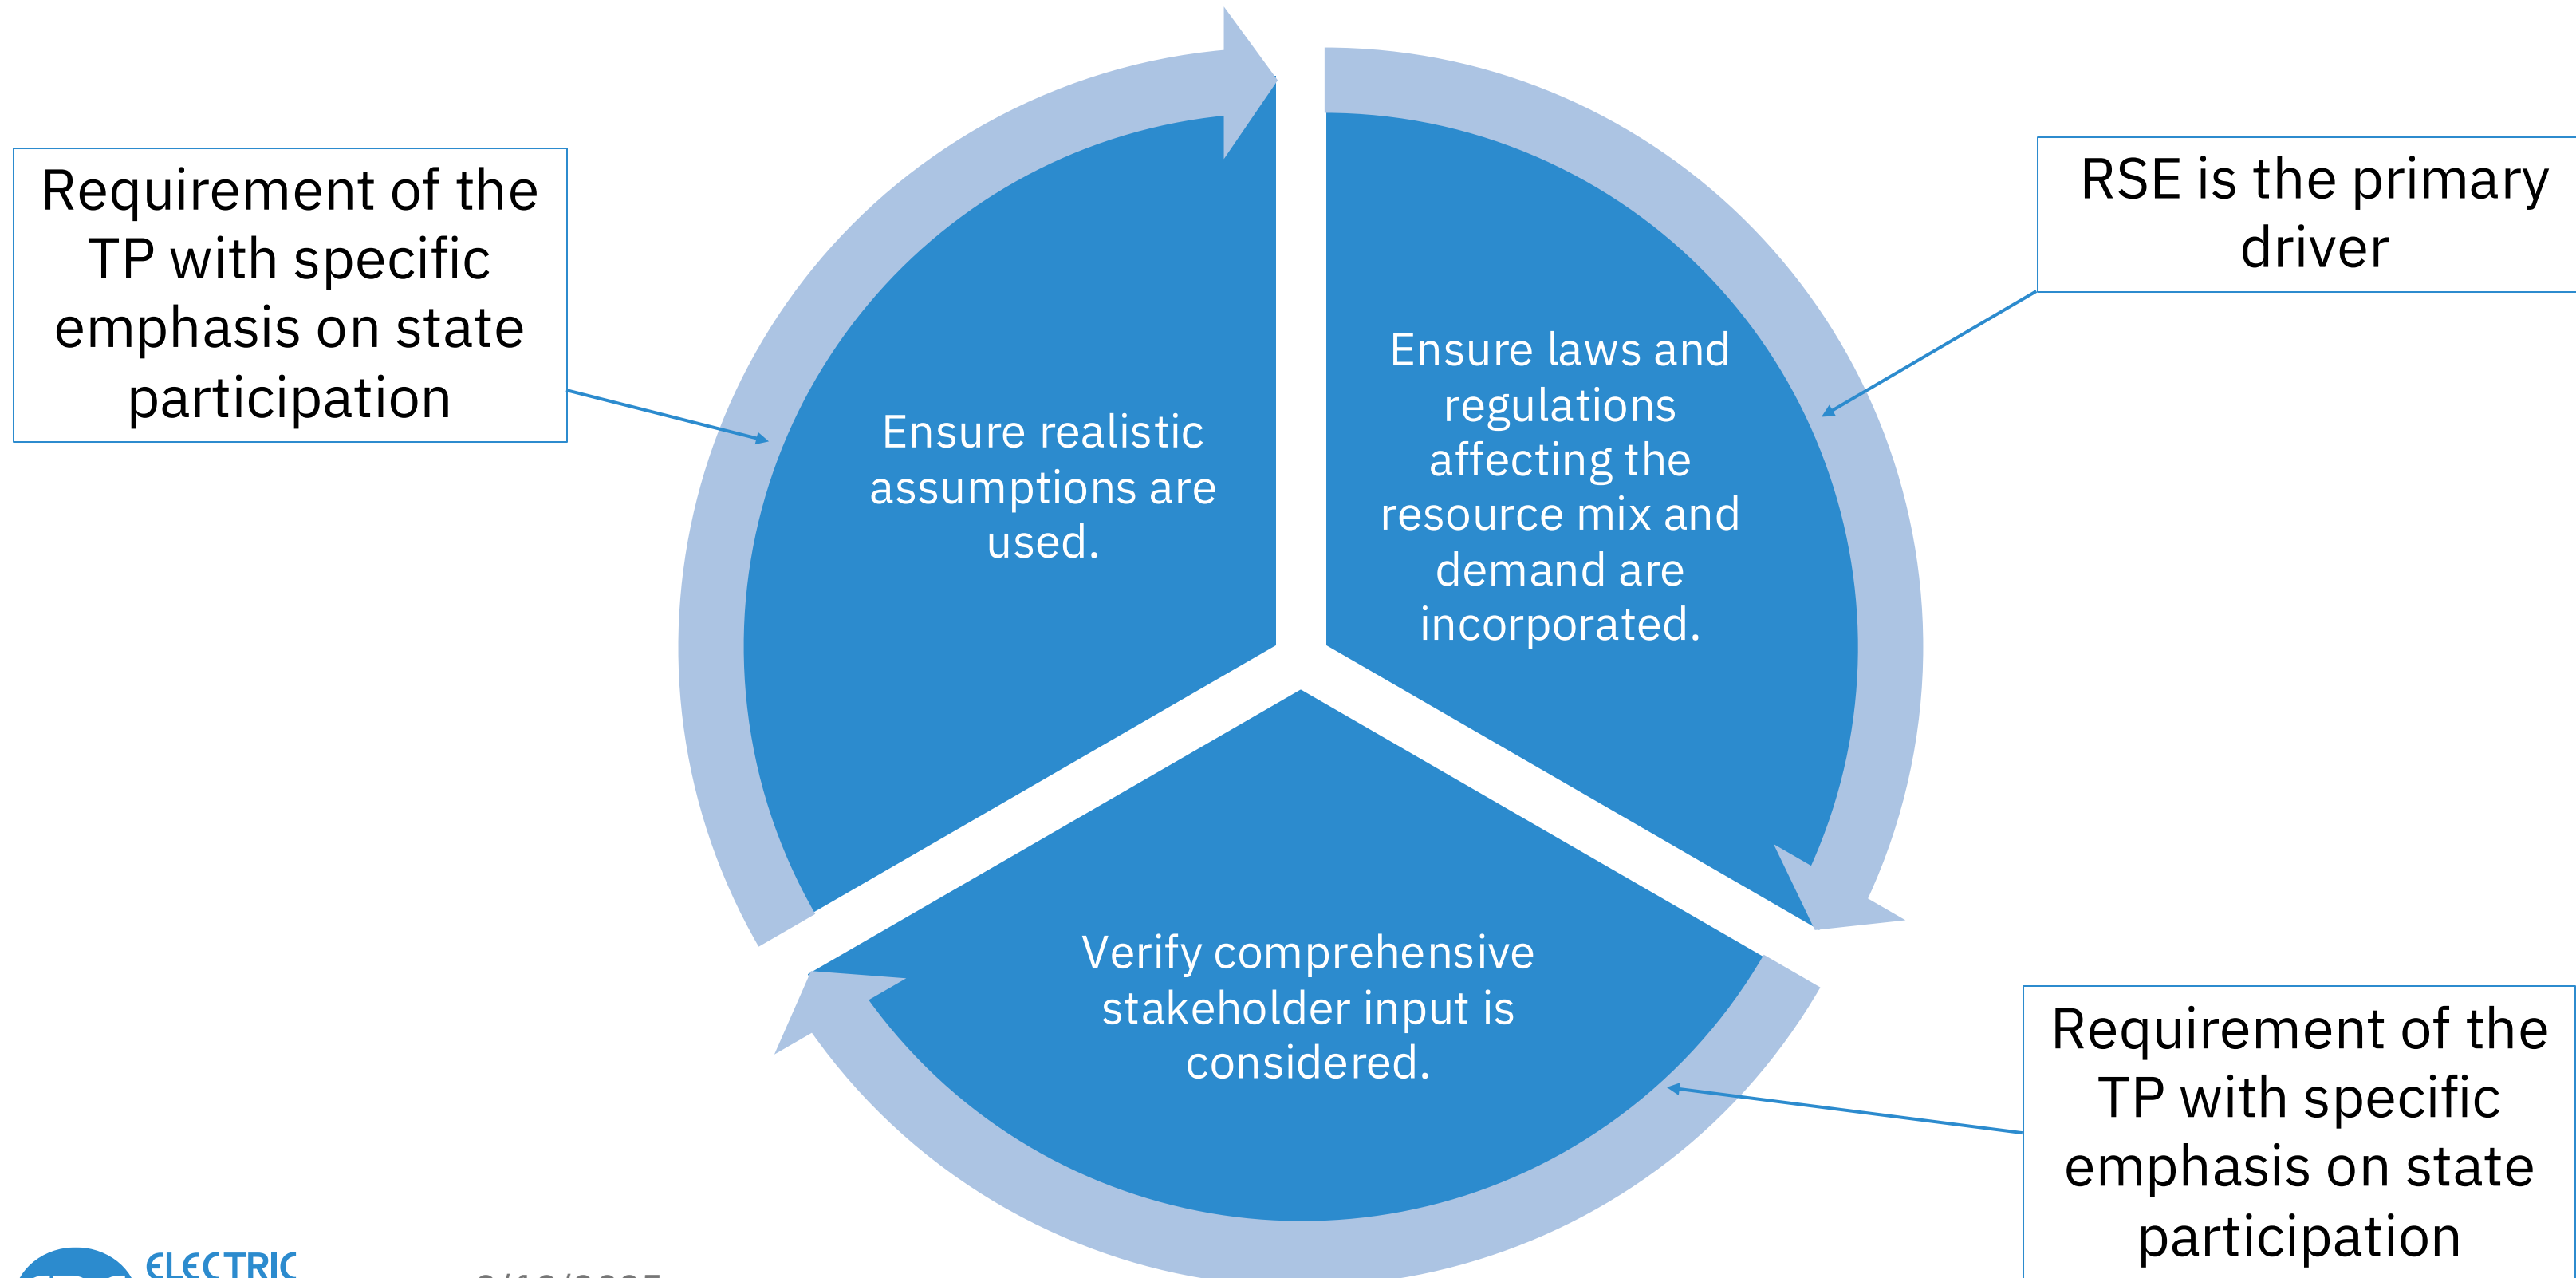 Requirement of the
TP with specific
emphasis on state
participation
RSE is the primary
driver
Ensure realistic
assumptions are
used.
Ensure laws and
regulations
affecting the
resource mix and
demand are
incorporated.
Verify comprehensive
stakeholder input is
considered.
Requirement of the
TP with specific
emphasis on state
participation
ELECTRIC